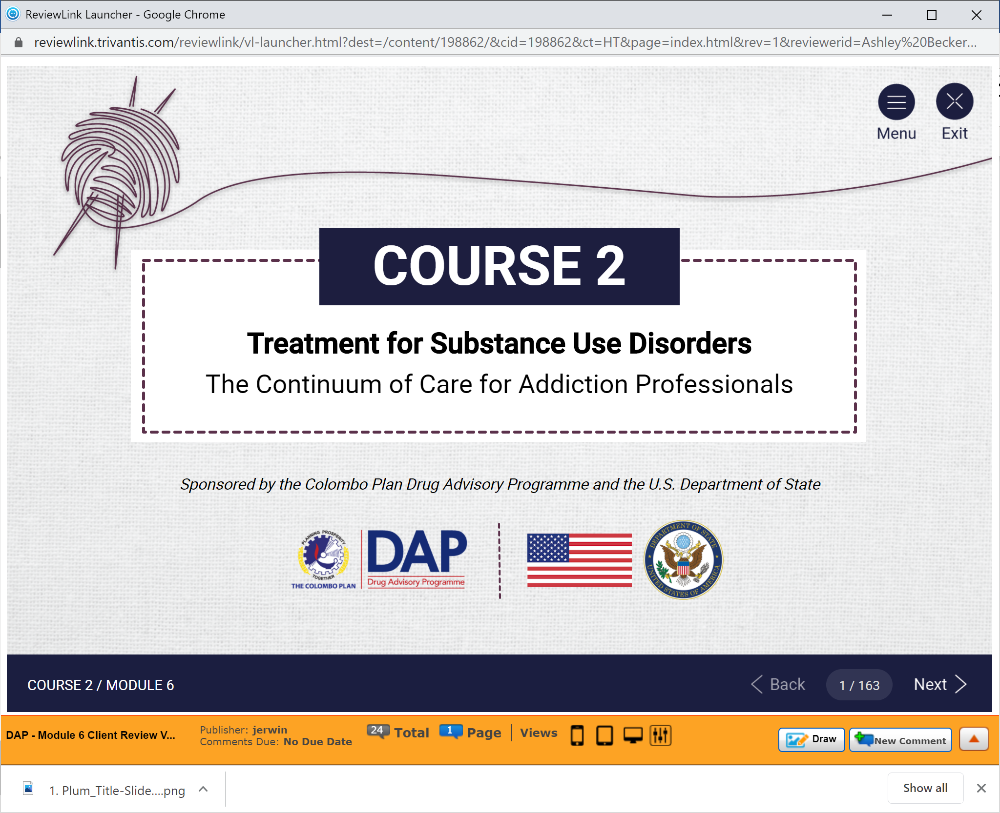 ReviewLink Launcher - Google Chrome
reviewlink.trivantis.com/reviewlink/vl-launcher.html?dest=/content/198862/&cid=198862&ct=HT&page=index.html&rev=1&reviewerid=Ashley%20Becker...
Menu
Exit
COURSE 2
Treatment for Substance Use Disorders
The Continuum of Care for Addiction Professionals
Sponsored by the Colombo Plan Drug Advisory Programme and the U.S. Department of State
PLANNING PROSPERITY
TOGETHER
THE COLOMBO PLAN
DAP
Drug Advisory Programme
DEPARTMENT OF STATE
UNITED STATES OF AMERICA
COURSE 2 / MODULE 6
Back
1 / 163
Next
DAP - Module 6 Client Review V...
Publisher: jerwin
Comments Due: No Due Date
24 Total
1 Page
Views
Draw
New Comment
1. Plum_Title-Slide....png
Show all